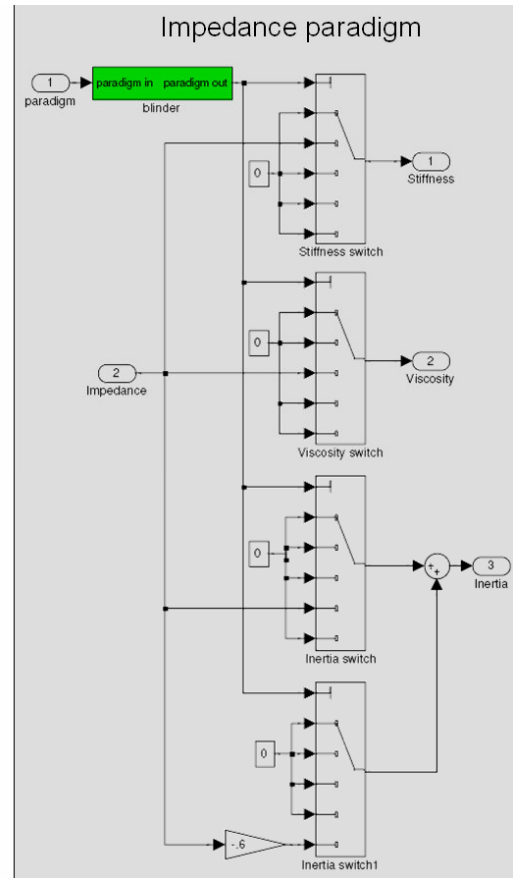 Impedance paradigm
1
paradigm
paradigm in paradigm out
blinder
0
1
Stiffness
Stiffness switch
0
2
Viscosity
2
Impedance
Viscosity switch
0
+
+
3
Inertia
Inertia switch
0
-.6
Inertia switch1